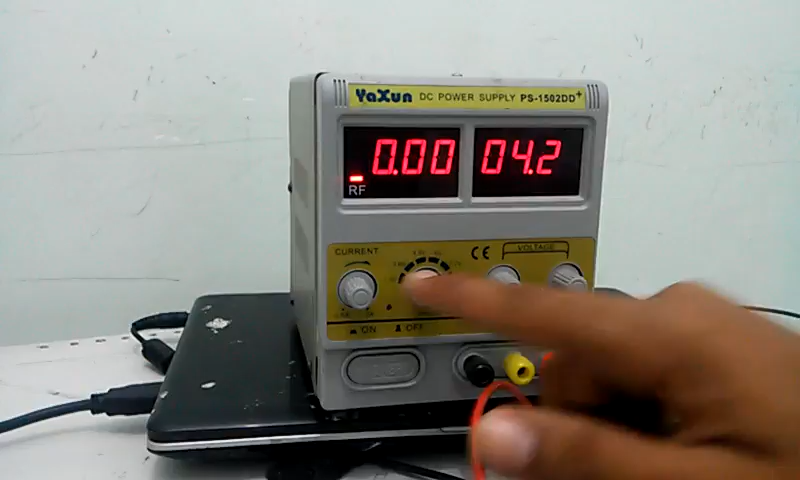 YaXun DC POWER SUPPLY PS-1502DD+
0.00 04.2
RF
CURRENT CE VOLTAGE
ON OFF